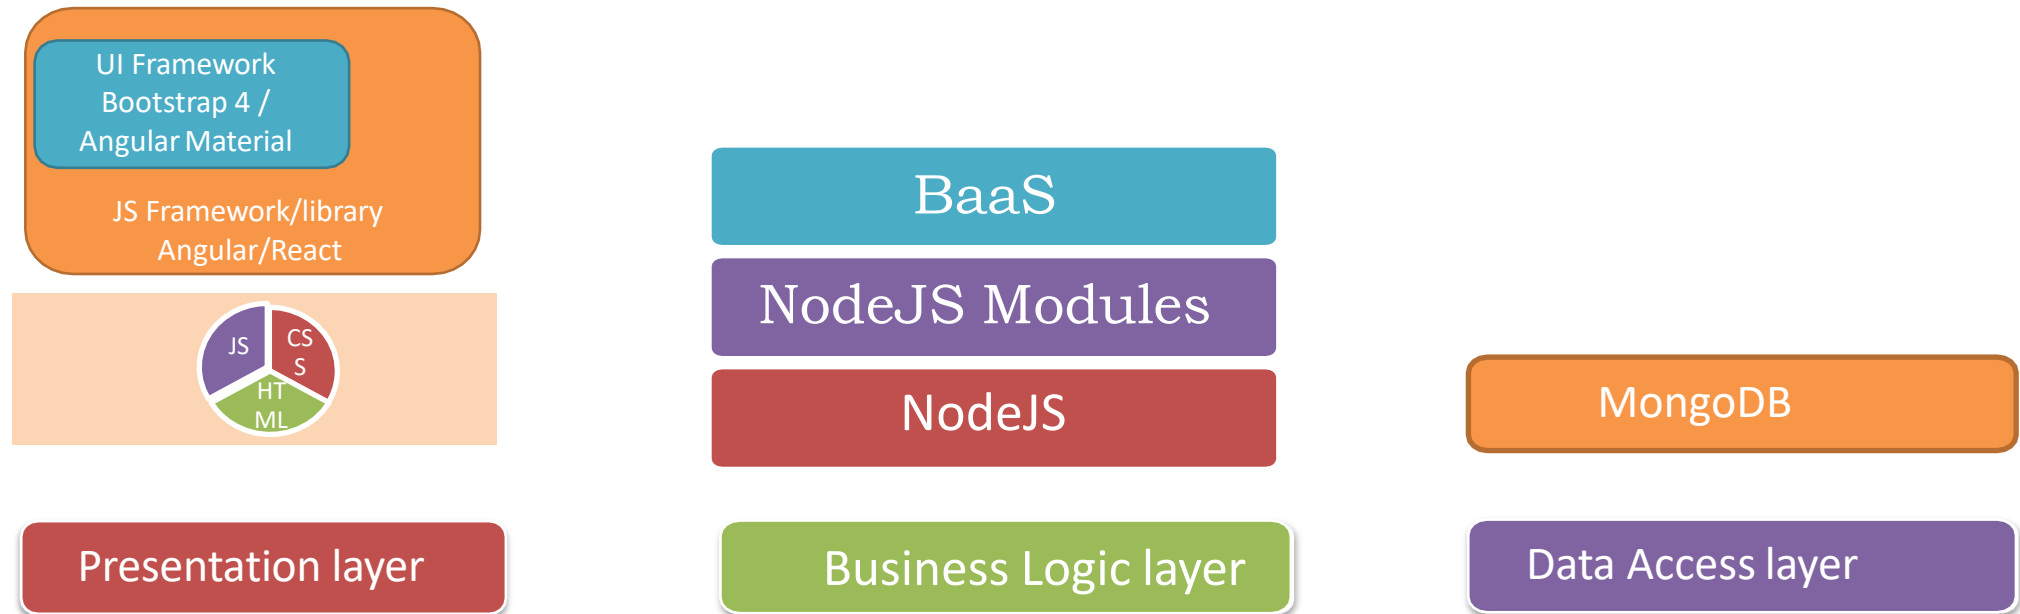 UI Framework
Bootstrap 4 /
Angular Material
JS Framework/library
Angular/React
JS
CS
S
HT
ML
Presentation layer
BaaS
NodeJS Modules
NodeJS
Business Logic layer
MongoDB
Data Access layer